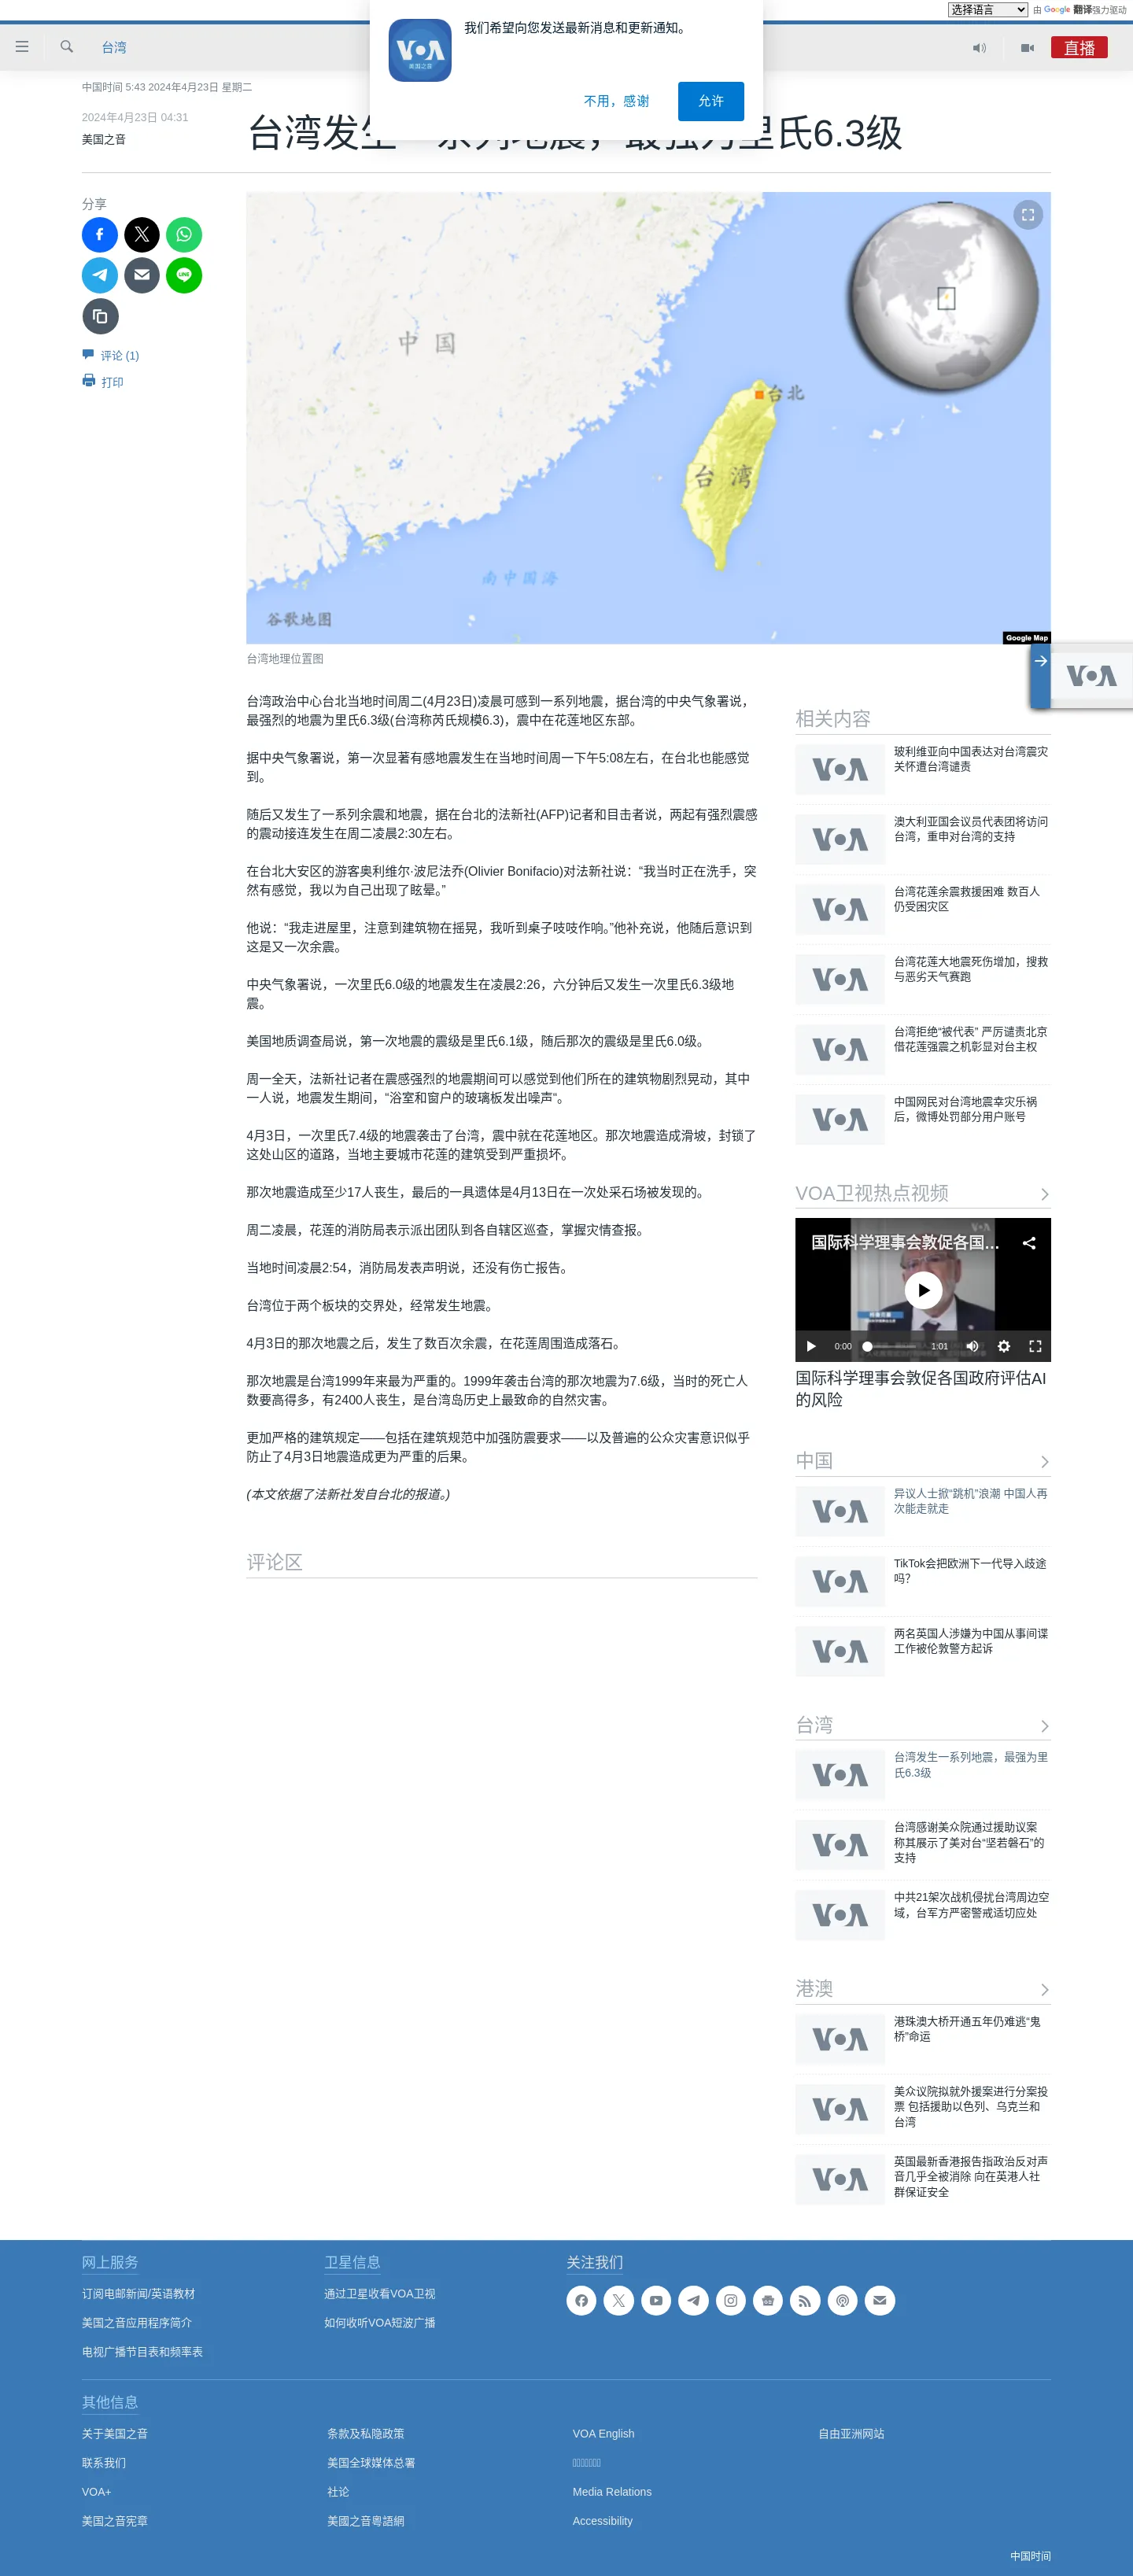 选择语言
由 Google 翻译强力驱动
我们希望向您发送最新消息和更新通知。
不用，感谢
允许
VOA
美国之音
台湾
直播
中国时间 5:43 2024年4月23日 星期二
2024年4月23日 04:31
美国之音
台湾发生一系列地震，最强为里氏6.3级
分享
LINE
评论 (1)
打印
中国
台北
台湾
南中国海
谷歌地图
Google Map
台湾地理位置图
VOA
台湾政治中心台北当地时间周二(4月23日)凌晨可感到一系列地震，据台湾的中央气象署说，
最强烈的地震为里氏6.3级(台湾称芮氏规模6.3)，震中在花莲地区东部。
据中央气象署说，第一次显著有感地震发生在当地时间周一下午5:08左右，在台北也能感觉
到。
随后又发生了一系列余震和地震，据在台北的法新社(AFP)记者和目击者说，两起有强烈震感
的震动接连发生在周二凌晨2:30左右。
在台北大安区的游客奥利维尔·波尼法乔(Olivier Bonifacio)对法新社说：“我当时正在洗手，突
然有感觉，我以为自己出现了眩晕。”
他说：“我走进屋里，注意到建筑物在摇晃，我听到桌子吱吱作响。”他补充说，他随后意识到
这是又一次余震。
中央气象署说，一次里氏6.0级的地震发生在凌晨2:26，六分钟后又发生一次里氏6.3级地
震。
美国地质调查局说，第一次地震的震级是里氏6.1级，随后那次的震级是里氏6.0级。
周一全天，法新社记者在震感强烈的地震期间可以感觉到他们所在的建筑物剧烈晃动，其中
一人说，地震发生期间，“浴室和窗户的玻璃板发出噪声“。
4月3日，一次里氏7.4级的地震袭击了台湾，震中就在花莲地区。那次地震造成滑坡，封锁了
这处山区的道路，当地主要城市花莲的建筑受到严重损坏。
那次地震造成至少17人丧生，最后的一具遗体是4月13日在一次处采石场被发现的。
周二凌晨，花莲的消防局表示派出团队到各自辖区巡查，掌握灾情查报。
当地时间凌晨2:54，消防局发表声明说，还没有伤亡报告。
台湾位于两个板块的交界处，经常发生地震。
4月3日的那次地震之后，发生了数百次余震，在花莲周围造成落石。
那次地震是台湾1999年来最为严重的。1999年袭击台湾的那次地震为7.6级，当时的死亡人
数要高得多，有2400人丧生，是台湾岛历史上最致命的自然灾害。
更加严格的建筑规定——包括在建筑规范中加强防震要求——以及普遍的公众灾害意识似乎
防止了4月3日地震造成更为严重的后果。
(本文依据了法新社发自台北的报道。)
评论区
相关内容
VOA
玻利维亚向中国表达对台湾震灾
关怀遭台湾谴责
VOA
澳大利亚国会议员代表团将访问
台湾，重申对台湾的支持
VOA
台湾花莲余震救援困难 数百人
仍受困灾区
VOA
台湾花莲大地震死伤增加，搜救
与恶劣天气赛跑
VOA
台湾拒绝“被代表” 严厉谴责北京
借花莲强震之机彰显对台主权
VOA
中国网民对台湾地震幸灾乐祸
后，微博处罚部分用户账号
VOA卫视热点视频
VOA
国际科学理事会敦促各国…
0:00
1:01
国际科学理事会敦促各国政府评估AI
的风险
中国
VOA
异议人士掀“跳机”浪潮 中国人再
次能走就走
VOA
TikTok会把欧洲下一代导入歧途
吗?
VOA
两名英国人涉嫌为中国从事间谍
工作被伦敦警方起诉
台湾
VOA
台湾发生一系列地震，最强为里
氏6.3级
VOA
台湾感谢美众院通过援助议案
称其展示了美对台“坚若磐石”的
支持
VOA
中共21架次战机侵扰台湾周边空
域，台军方严密警戒适切应处
港澳
VOA
港珠澳大桥开通五年仍难逃“鬼
桥”命运
VOA
美众议院拟就外援案进行分案投
票 包括援助以色列、乌克兰和
台湾
VOA
英国最新香港报告指政治反对声
音几乎全被消除 向在英港人社
群保证安全
网上服务
订阅电邮新闻/英语教材
美国之音应用程序简介
电视广播节目表和频率表
卫星信息
通过卫星收看VOA卫视
如何收听VOA短波广播
关注我们
其他信息
关于美国之音
联系我们
VOA+
美国之音宪章
条款及私隐政策
美国全球媒体总署
社论
美國之音粵語網
VOA English
Media Relations
Accessibility
自由亚洲网站
中国时间